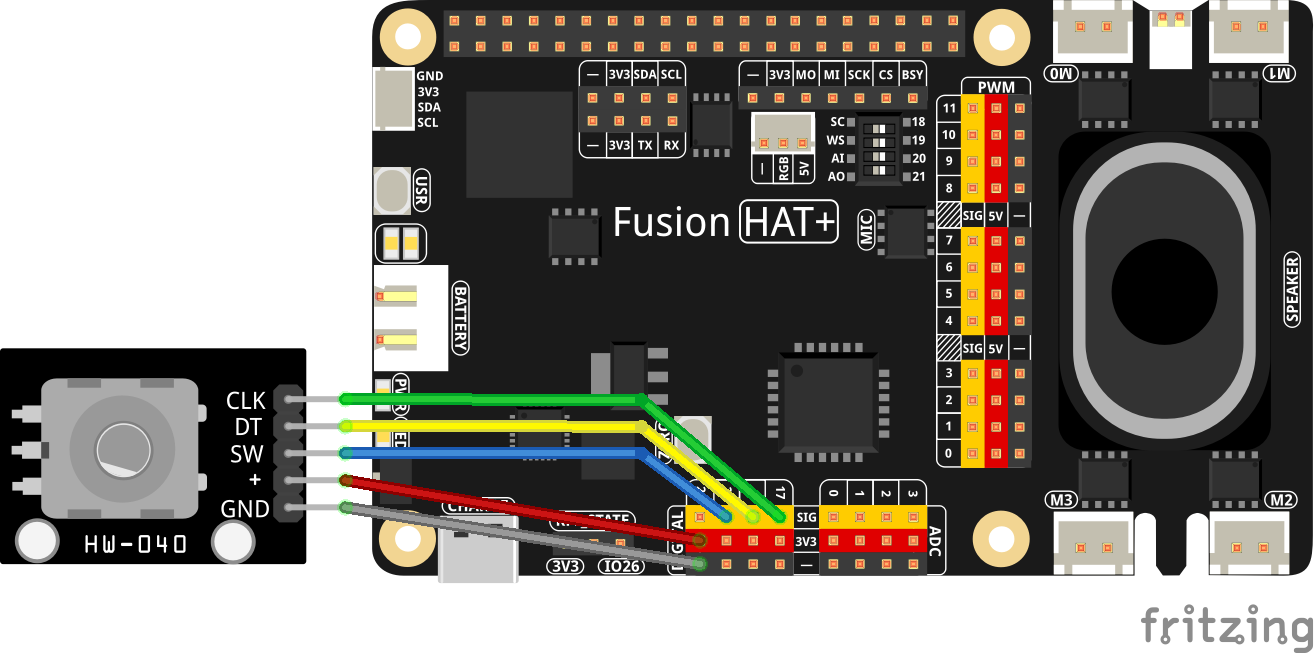 GND
3V3
SDA
SCL
— 3V3 SDA SCL
— 3V3 TX RX
— 3V3 MO MI SCK CS BSY
— RGB 5V
SC 18
WS 19
AI 20
AO 21
USR
Fusion HAT+
MIC
BATTERY
PWM
11
10
9
8
SIG 5V —
7
6
5
4
SIG 5V —
3
2
1
0
M0
M1
SPEAKER
M3
M2
CLK
DT
SW
+
GND
HW-040
3V3
IO26
17
SIG
3V3
—
0 1 2 3
ADC
fritzing